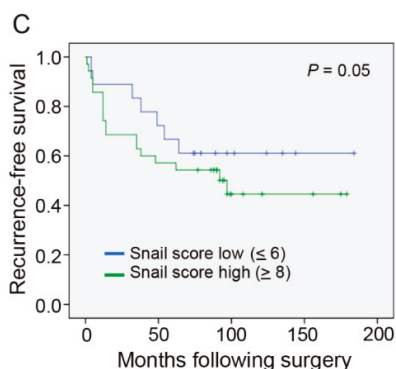 C
P = 0.05
Recurrence-free survival
1.0
0.8
0.6
0.4
0.2
0.0
Snail score low (≤ 6)
Snail score high (≥ 8)
0 50 100 150 200
Months following surgery